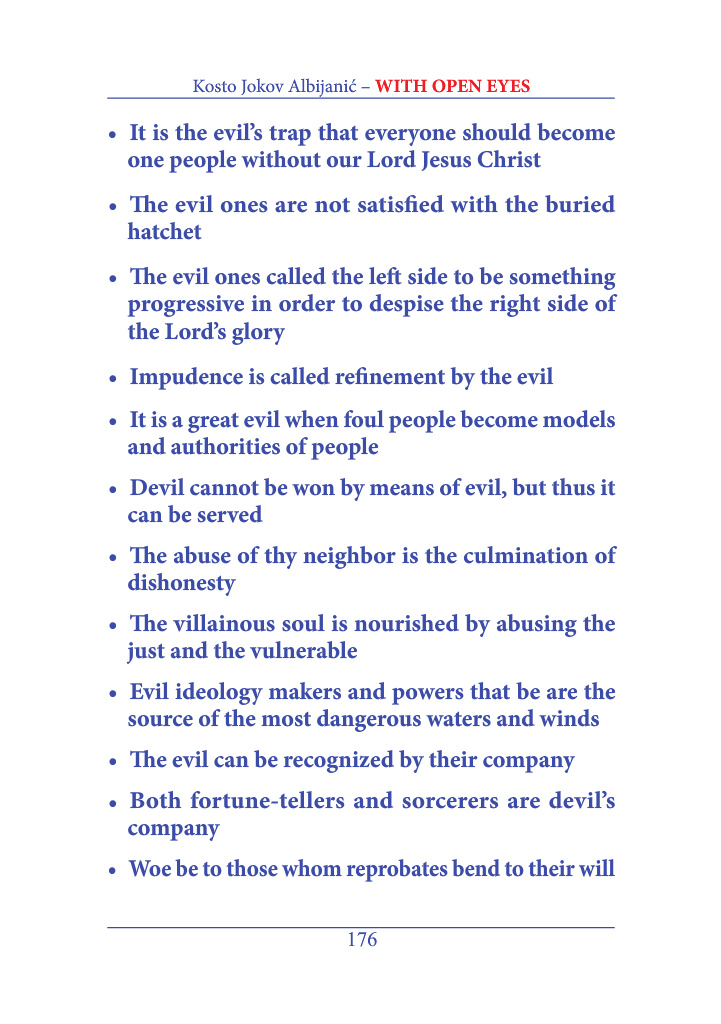 Kosto Jokov Albijanić – WITH OPEN EYES
• It is the evil’s trap that everyone should become
one people without our Lord Jesus Christ
• The evil ones are not satisfied with the buried
hatchet
• The evil ones called the left side to be something
progressive in order to despise the right side of
the Lord’s glory
• Impudence is called refinement by the evil
• It is a great evil when foul people become models
and authorities of people
• Devil cannot be won by means of evil, but thus it
can be served
• The abuse of thy neighbor is the culmination of
dishonesty
• The villainous soul is nourished by abusing the
just and the vulnerable
• Evil ideology makers and powers that be are the
source of the most dangerous waters and winds
• The evil can be recognized by their company
• Both fortune-tellers and sorcerers are devil’s
company
• Woe be to those whom reprobates bend to their will
176